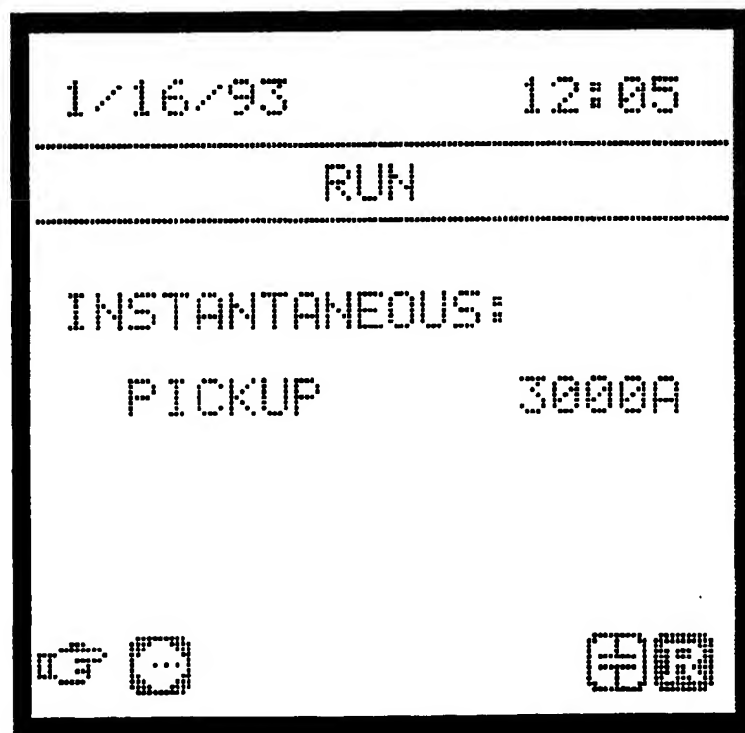 1/16/93 12:05
RUN
INSTANTANEOUS:
PICKUP 3000A
R